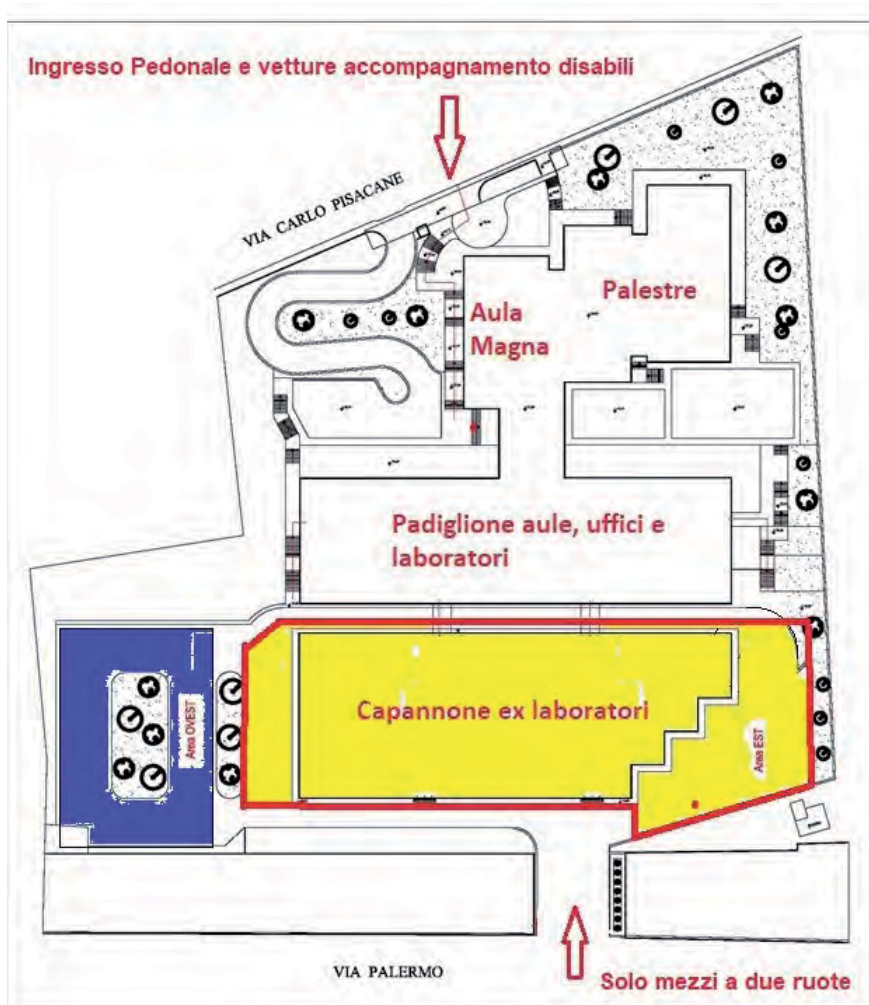 Ingresso Pedonale e vetture accompagnamento disabili
VIA CARLO PISACANE
Palestre
Aula
Magna
Padiglione aule, uffici e
laboratori
Capannone ex laboratori
Area OVEST
Area EST
VIA PALERMO
Solo mezzi a due ruote